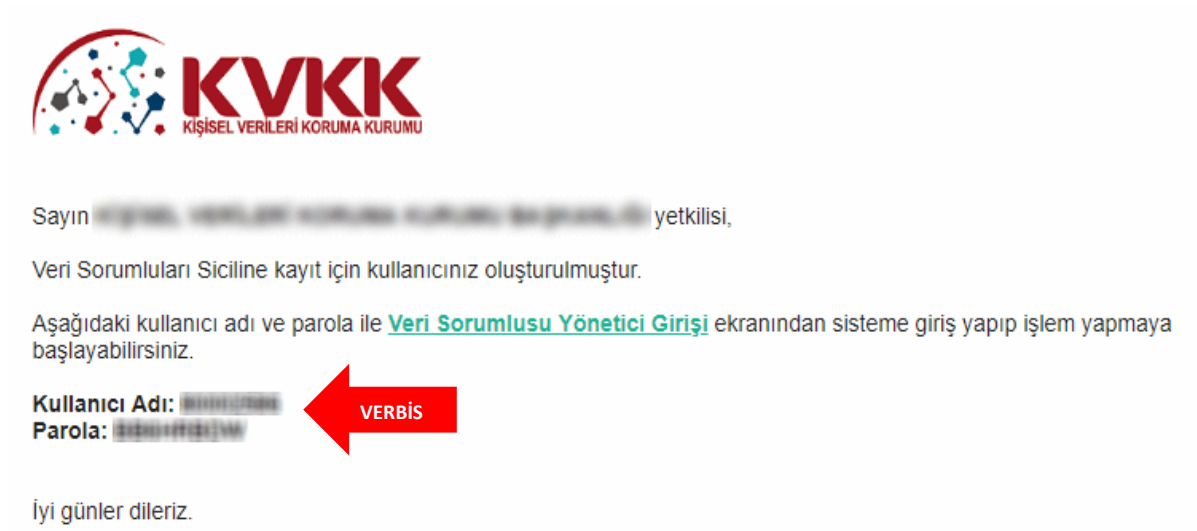 KVKK
KİŞİSEL VERİLERİ KORUMA KURUMU
Sayın yetkilisi,
Veri Sorumluları Siciline kayıt için kullanıcınız oluşturulmuştur.
Aşağıdaki kullanıcı adı ve parola ile Veri Sorumlusu Yönetici Girişi ekranından sisteme giriş yapıp işlem yapmaya
başlayabilirsiniz.
Kullanıcı Adı:
VERBİS
Parola:
İyi günler dileriz.